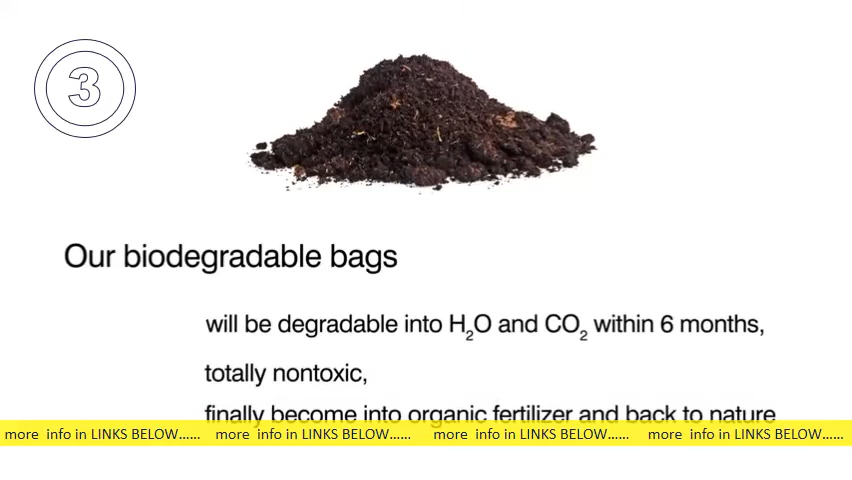 3
Our biodegradable bags
will be degradable into H₂O and CO₂ within 6 months,
totally nontoxic,
finally become into organic fertilizer and back to nature
more info in LINKS BELOW...... more info in LINKS BELOW...... more info in LINKS BELOW...... more info in LINKS BELOW......